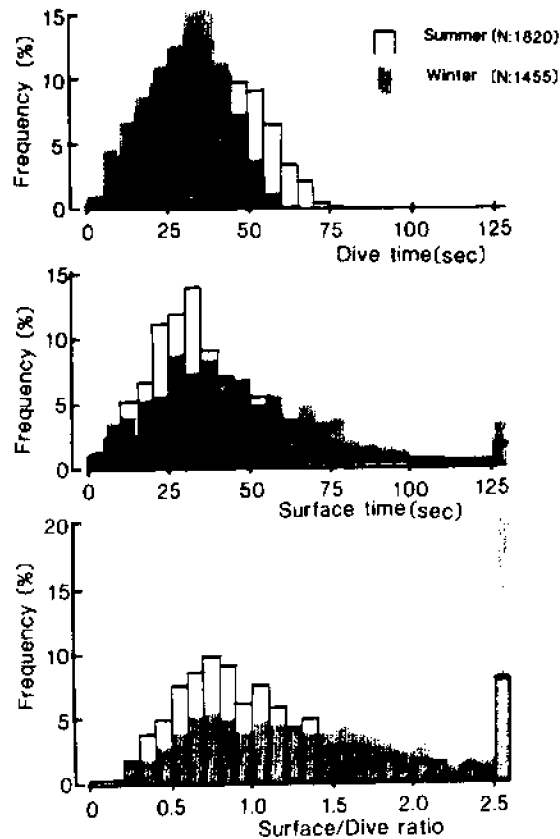 15
Summer (N:1820)
Winter (N:1455)
10
5
0
Frequency (%)
0 25 50 75 100 125
Dive time(sec)
15
10
5
0
Frequency (%)
0 25 50 75 100 125
Surface time(sec)
20
15
10
5
0
Frequency (%)
0 0.5 1.0 1.5 2.0 2.5
Surface/Dive ratio